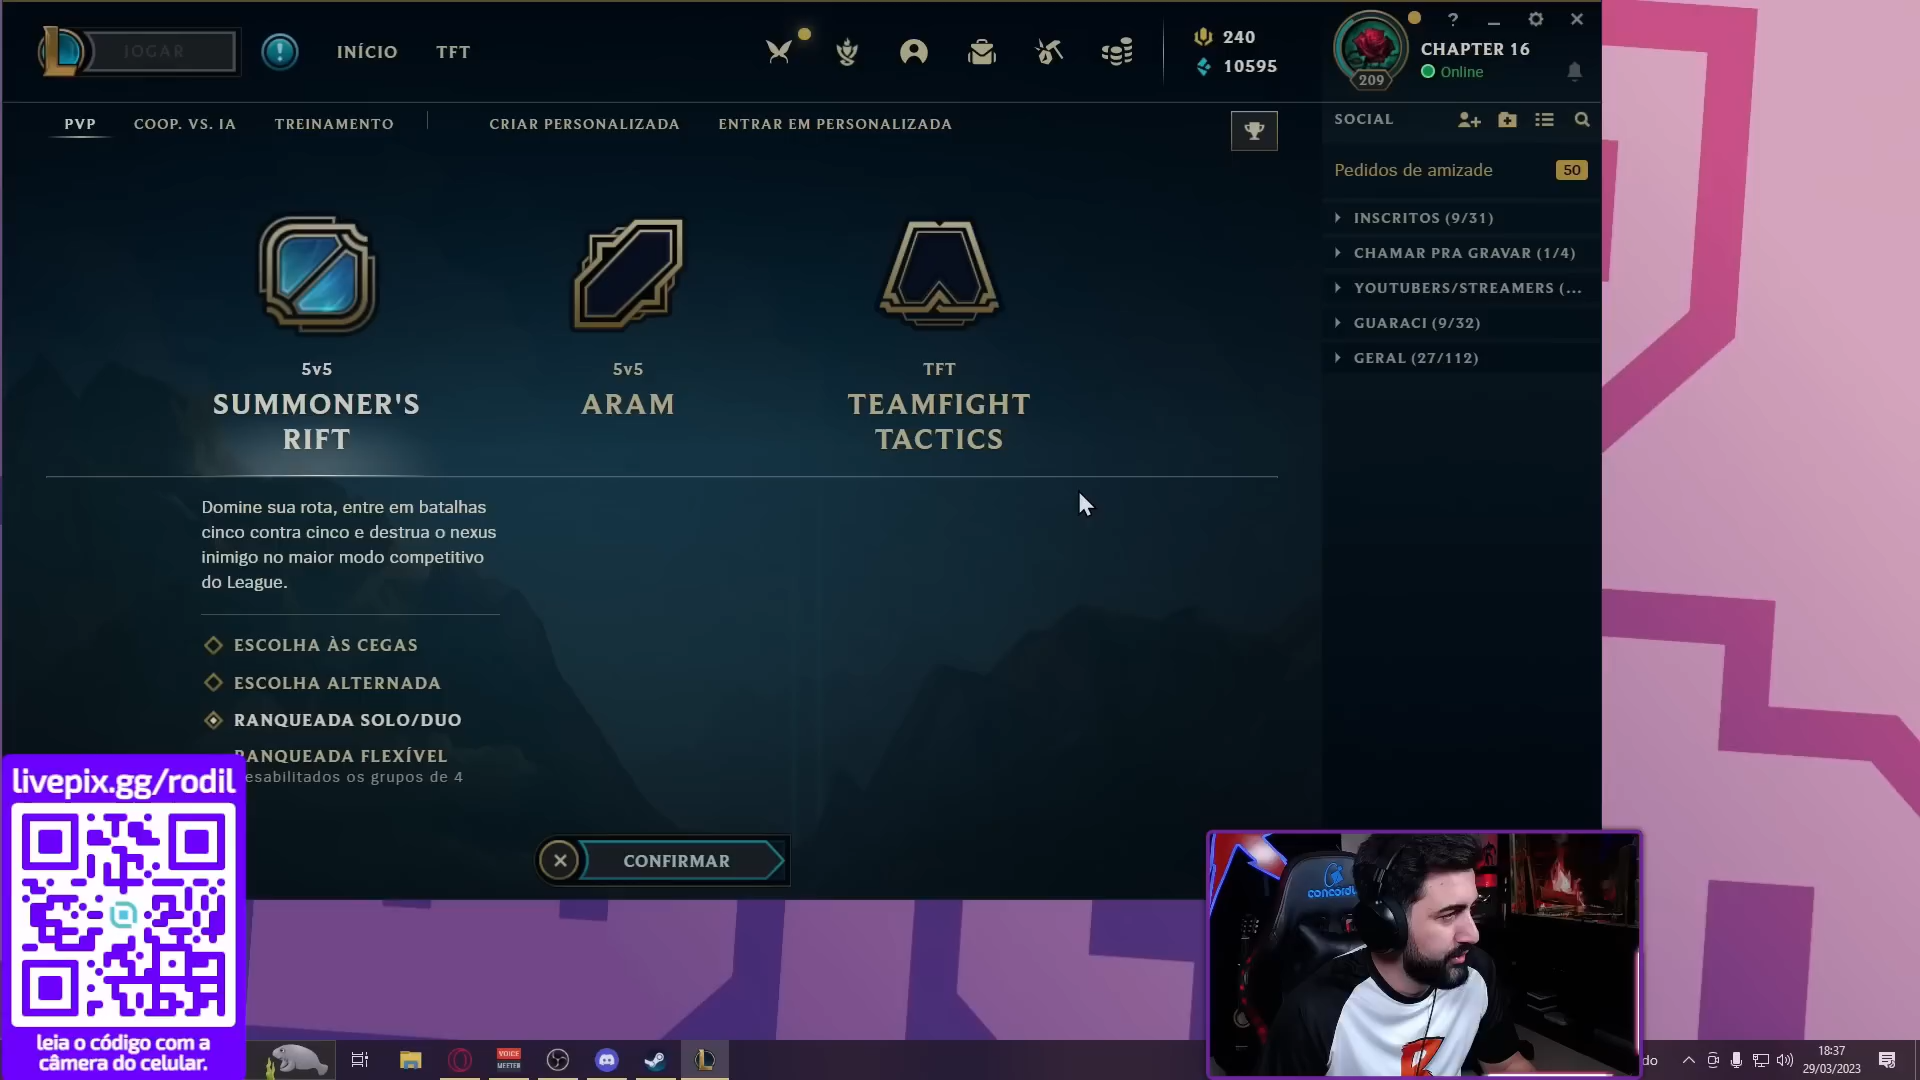 JOGAR
INÍCIO
TFT
240
10595
209
CHAPTER 16
Online
PVP
COOP. VS. IA
TREINAMENTO
CRIAR PERSONALIZADA
ENTRAR EM PERSONALIZADA
SOCIAL
Pedidos de amizade
50
INSCRITOS (9/31)
CHAMAR PRA GRAVAR (1/4)
YOUTUBERS/STREAMERS (...
GUARACI (9/32)
GERAL (27/112)
5v5
SUMMONER'S
RIFT
5v5
ARAM
TFT
TEAMFIGHT
TACTICS
Domine sua rota, entre em batalhas
cinco contra cinco e destrua o nexus
inimigo no maior modo competitivo
do League.
ESCOLHA ÀS CEGAS
ESCOLHA ALTERNADA
RANQUEADA SOLO/DUO
RANQUEADA FLEXÍVEL
esabilitados os grupos de 4
CONFIRMAR
livepix.gg/rodil
leia o código com a
câmera do celular.
VOICE
MEETER
do
18:37
29/03/2023